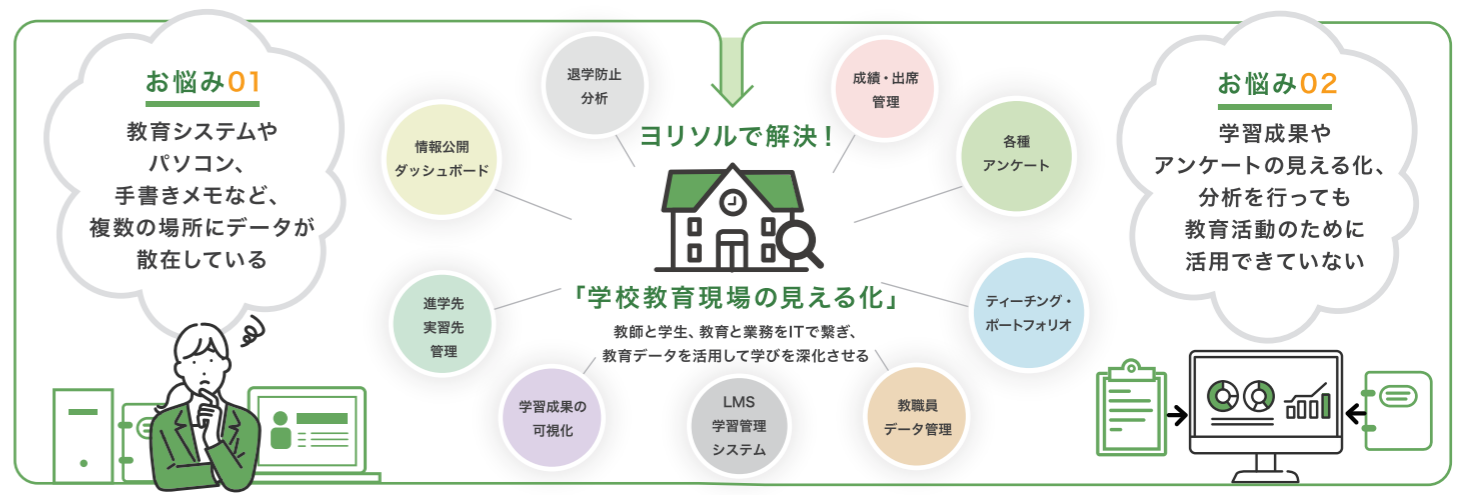 お悩み01
教育システムや
パソコン、
手書きメモなど、
複数の場所にデータが
散在している
退学防止
分析
成績・出席
管理
情報公開
ダッシュボード
各種
アンケート
ヨリソルで解決！
進学先
実習先
管理
ティーチング・
ポートフォリオ
「学校教育現場の見える化」
教師と学生、教育と業務をITで繋ぎ、
教育データを活用して学びを深化させる
学習成果の
可視化
LMS
学習管理
システム
教職員
データ管理
お悩み02
学習成果や
アンケートの見える化、
分析を行っても
教育活動のために
活用できていない